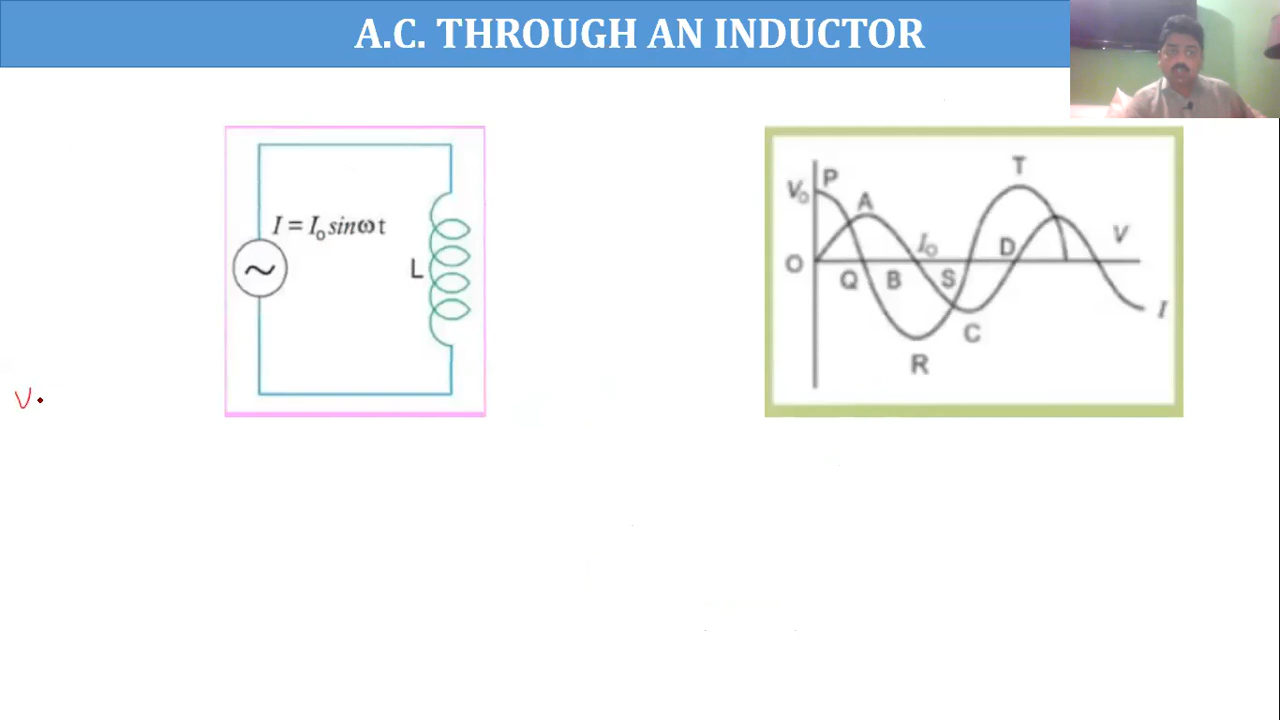 A.C. THROUGH AN INDUCTOR
I = I₀ sinωt
L
V₀ P
A
T
I₀
D
V
O
Q
B
S
I
C
R
V